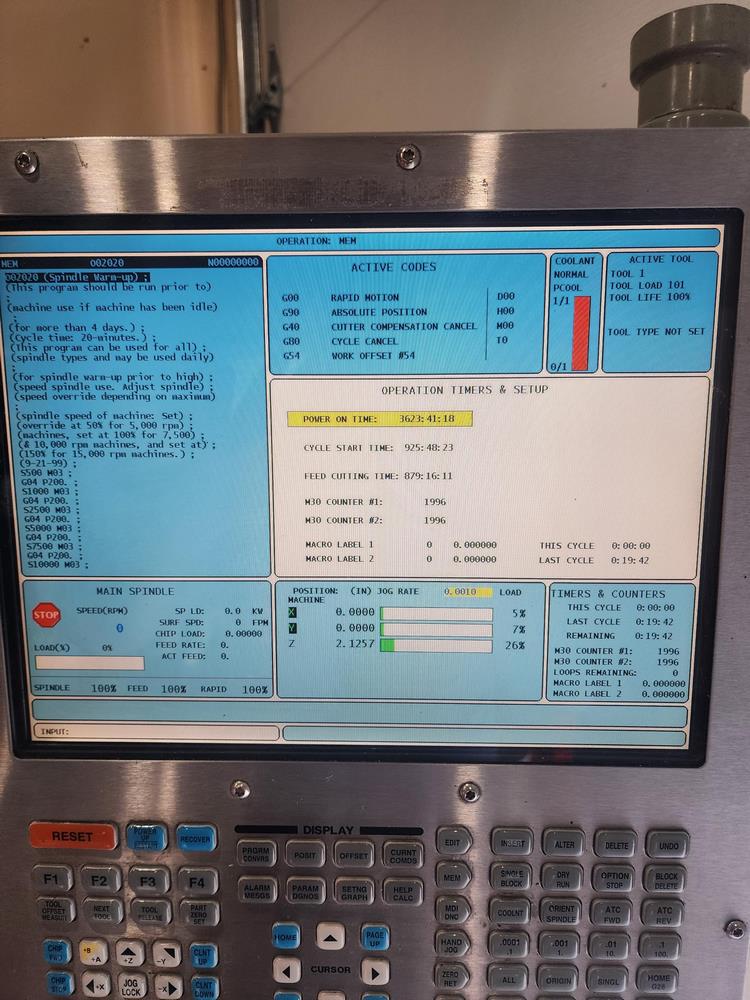 OPERATION: MEM
MEM O02020 N00000000
O02020 (Spindle Warm-up) ;
(This program should be run prior to)
;
(machine use if machine has been idle)
;
(for more than 4 days.) ;
(Cycle time: 20-minutes.) ;
(This program can be used for all) ;
(spindle types and may be used daily)
;
(for spindle warm-up prior to high) ;
(speed spindle use. Adjust spindle) ;
(speed override depending on maximum)
;
(spindle speed of machine: Set) ;
(override at 50% for 5,000 rpm) ;
(machines, set at 100% for 7,500) ;
(& 10,000 rpm machines, and set at) ;
(150% for 15,000 rpm machines.) ;
(9-21-99) ;
S500 M03 ;
G04 P200. ;
S1000 M03 ;
G04 P200. ;
S2500 M03 ;
G04 P200. ;
S5000 M03 ;
G04 P200. ;
S7500 M03 ;
G04 P200. ;
S10000 M03 ;
ACTIVE CODES
G00 RAPID MOTION D00
G90 ABSOLUTE POSITION H00
G40 CUTTER COMPENSATION CANCEL M00
G80 CYCLE CANCEL T0
G54 WORK OFFSET #54
COOLANT
NORMAL
PCOOL
1/1
0/1
ACTIVE TOOL
TOOL 1
TOOL LOAD 101
TOOL LIFE 100%
TOOL TYPE NOT SET
OPERATION TIMERS & SETUP
POWER ON TIME: 3623:41:18
CYCLE START TIME: 925:48:23
FEED CUTTING TIME: 879:16:11
M30 COUNTER #1: 1996
M30 COUNTER #2: 1996
MACRO LABEL 1 0 0.000000 THIS CYCLE 0:00:00
MACRO LABEL 2 0 0.000000 LAST CYCLE 0:19:42
MAIN SPINDLE
STOP
SPEED(RPM)
0
LOAD(%) 0%
SP LD: 0.0 KW
SURF SPD: 0 FPM
CHIP LOAD: 0.00000
FEED RATE: 0.
ACT FEED: 0.
SPINDLE 100% FEED 100% RAPID 100%
POSITION: (IN) JOG RATE 0.0010 LOAD
MACHINE
X 0.0000 5%
Y 0.0000 7%
Z 2.1257 26%
TIMERS & COUNTERS
THIS CYCLE 0:00:00
LAST CYCLE 0:19:42
REMAINING 0:19:42
M30 COUNTER #1: 1996
M30 COUNTER #2: 1996
LOOPS REMAINING: 0
MACRO LABEL 1 0.000000
MACRO LABEL 2 0.000000
INPUT:
RESET
POWER UP
RECOVER
F1 F2 F3 F4
TOOL OFFSET MEASUR
NEXT TOOL
TOOL RELEASE
PART ZERO SET
CHIP FWD
+B +A
+Z
-Y
CLNT UP
CHIP STOP
+X
JOG LOCK
-X
CLNT DOWN
DISPLAY
PRGRM CONVRS
POSIT
OFFSET
CURNT COMDS
ALARM MESGS
PARAM DGNOS
SETNG GRAPH
HELP CALC
HOME
PAGE UP
CURSOR
EDIT INSERT ALTER DELETE UNDO
MEM
SINGLE BLOCK
DRY RUN
OPTION STOP
BLOCK DELETE
MDI DNC
COOLNT
ORIENT SPINDLE
ATC FWD
ATC REV
HAND JOG
.0001 .1
.001 1.
.01 10.
.1 100.
ZERO RET
ALL ORIGIN SINGL
HOME G28